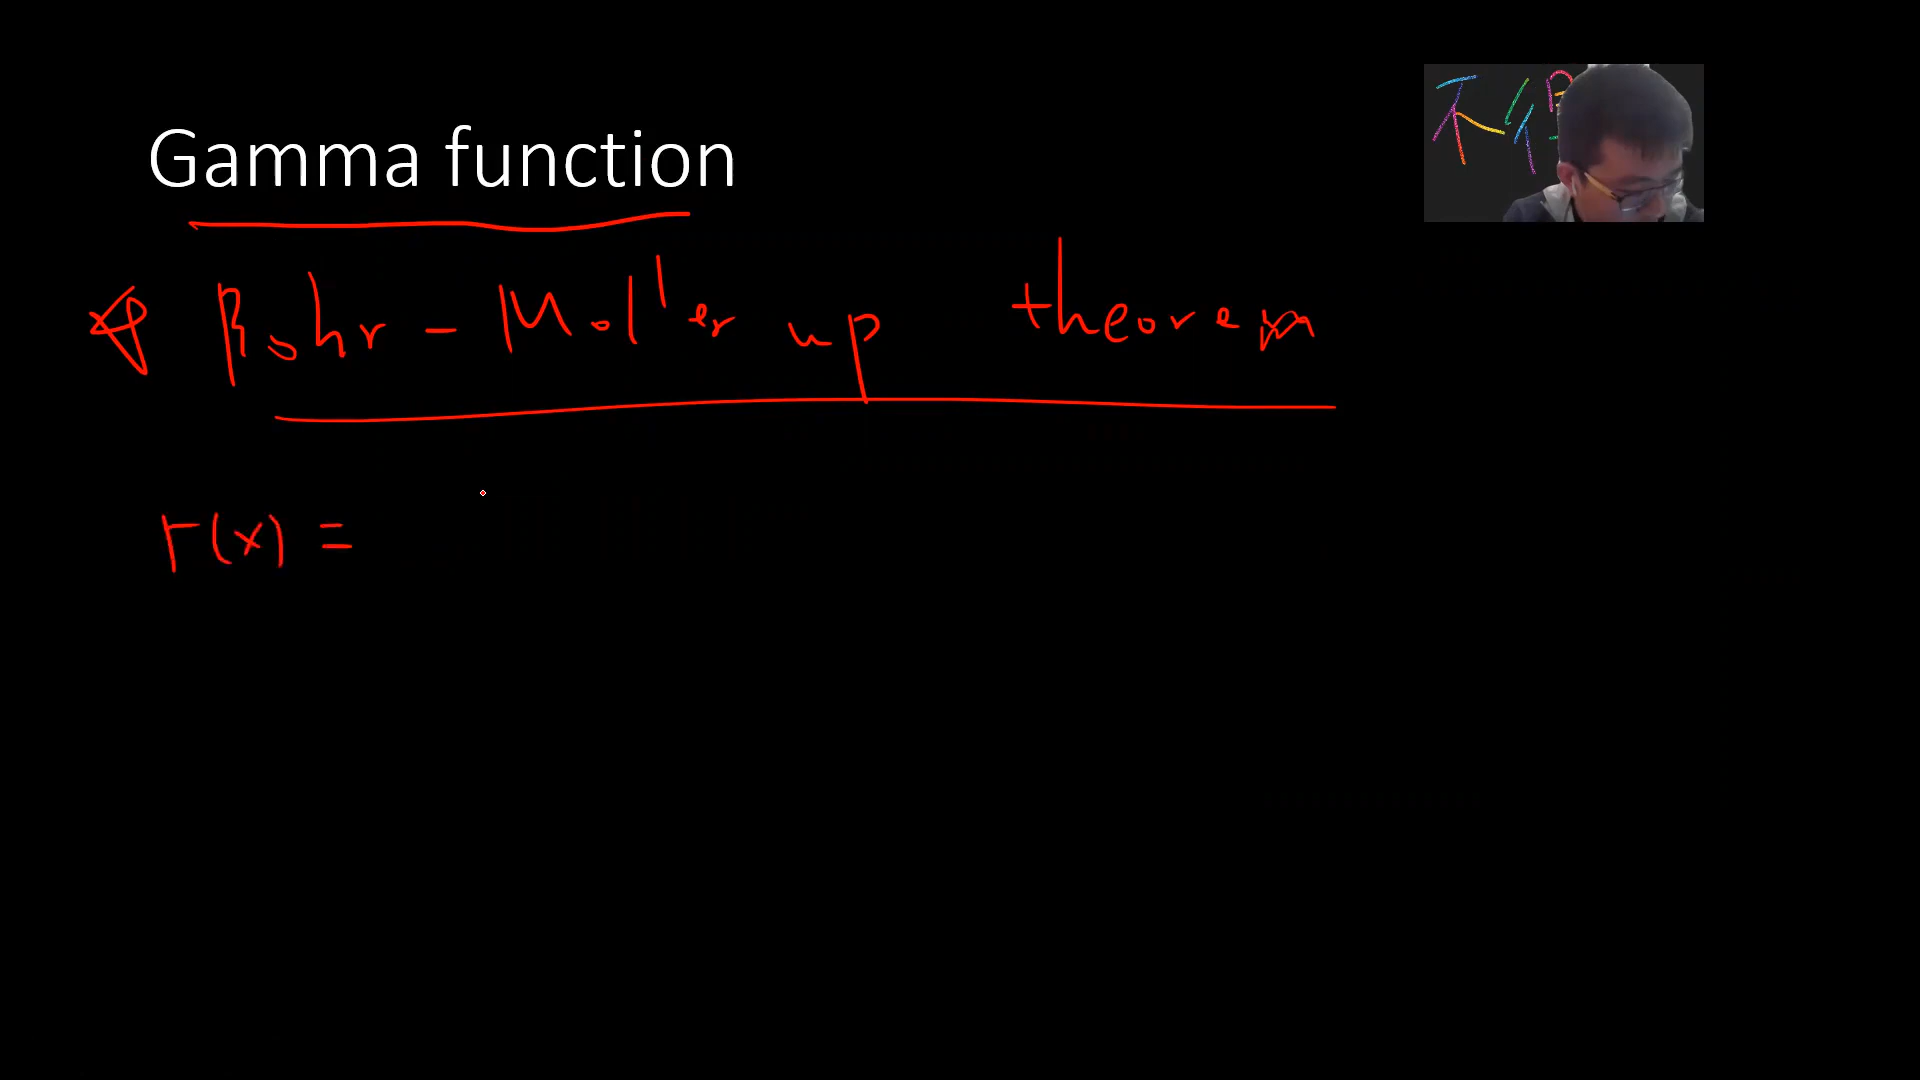 Gamma function
Bohr - Moller up theorem
Γ(x) =